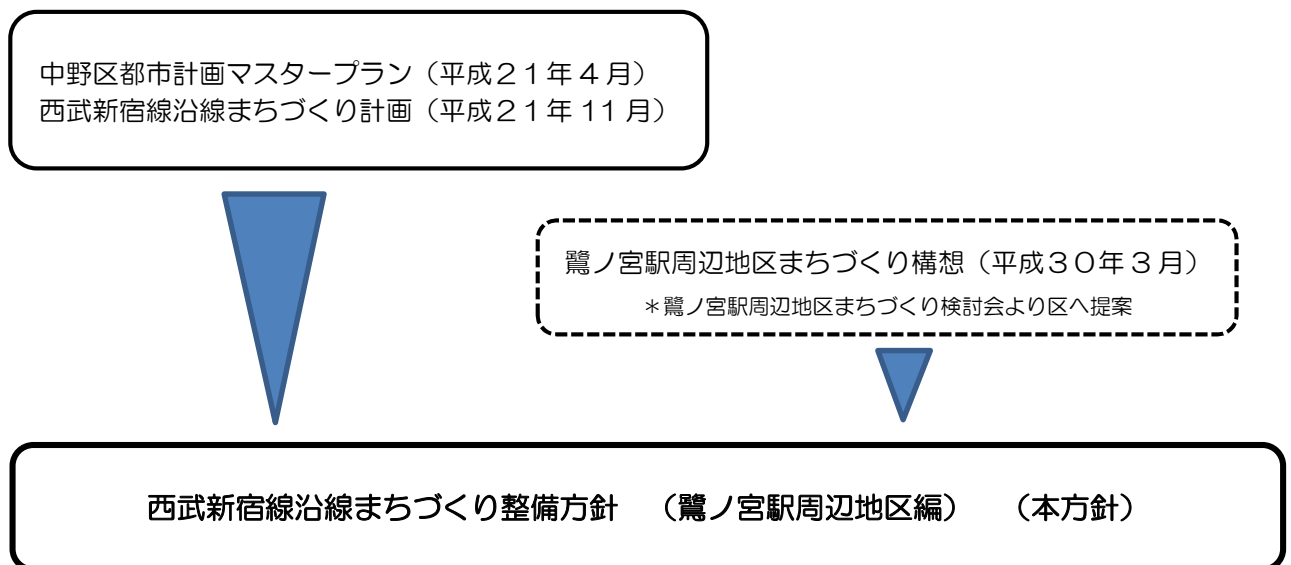 中野区都市計画マスタープラン（平成２１年４月）
西武新宿線沿線まちづくり計画（平成２１年 11 月）
鷺ノ宮駅周辺地区まちづくり構想（平成３０年３月）
＊鷺ノ宮駅周辺地区まちづくり検討会より区へ提案
西武新宿線沿線まちづくり整備方針　（鷺ノ宮駅周辺地区編）　（本方針）